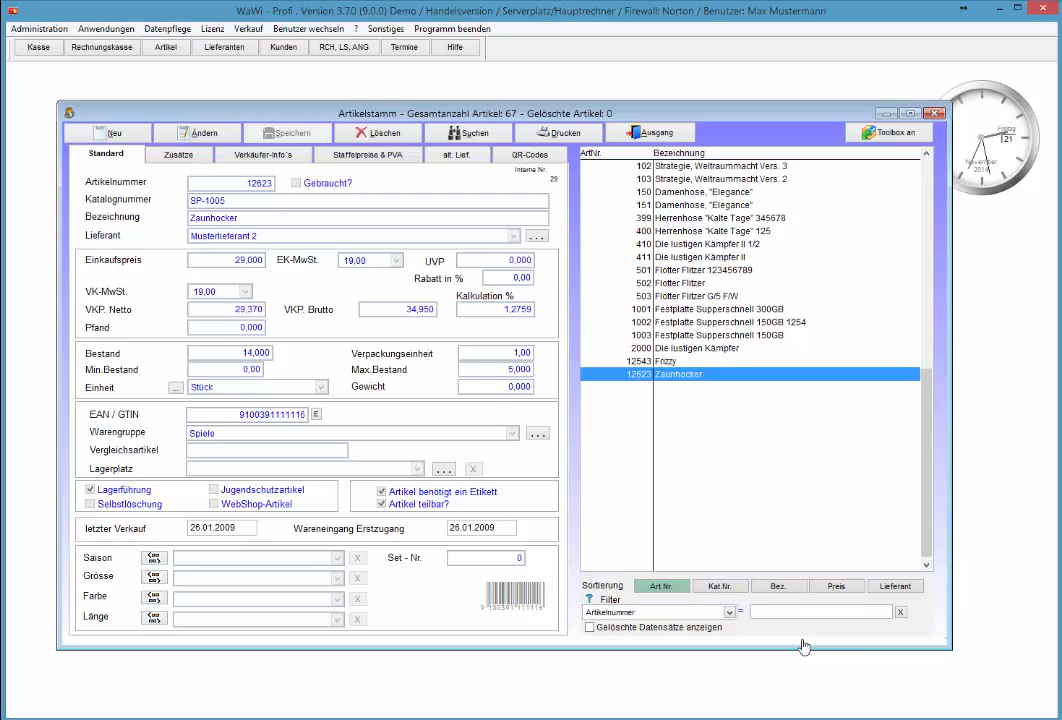 WaWi - Profi , Version 3.70 (9.0.0) Demo / Handelsversion / Serverplatz/Hauptrechner / Firewall: Norton / Benutzer: Max Mustermann
Administration Anwendungen Datenpflege Lizenz Verkauf Benutzer wechseln ? Sonstiges Programm beenden
Kasse Rechnungskasse Artikel Lieferanten Kunden RCH, LS, ANG Termine Hilfe
Artikelstamm - Gesamtanzahl Artikel: 67 - Gelöschte Artikel: 0
Neu Ändern Speichern Löschen Suchen Drucken Ausgang Toolbox an
Standard Zusätze Verkäufer-Info´s Staffelpreise & PVA alt. Lief. QR-Codes
Interne Nr.
29
Artikelnummer 12623 Gebraucht?
Katalognummer SP-1005
Bezeichnung Zaunhocker
Lieferant Musterlieferant 2 ...
Einkaufspreis 29,000 EK-MwSt. 19,00 UVP 0,000
Rabatt in % 0,00
VK-MwSt. 19,00 Kalkulation %
VKP. Netto 29,370 VKP. Brutto 34,950 1,2759
Pfand 0,000
Bestand 14,000 Verpackungseinheit 1,00
Min.Bestand 0,00 Max.Bestand 5,000
Einheit ... Stück Gewicht 0,000
EAN / GTIN 9100391111116 E
Warengruppe Spiele ...
Vergleichsartikel
Lagerplatz ... X
Lagerführung Jugendschutzartikel Artikel benötigt ein Etikett
Selbstlöschung WebShop-Artikel Artikel teilbar?
letzter Verkauf 26.01.2009 Wareneingang Erstzugang 26.01.2009
Saison X Set - Nr. 0
Grösse X
Farbe X
Länge X
9 100391 111116
ArtNr. Bezeichnung
102 Strategie, Weltraummacht Vers. 3
103 Strategie, Weltraummacht Vers. 2
150 Damenhose, "Elegance"
151 Damenhose, "Elegance"
399 Herrenhose "Kalte Tage" 345678
400 Herrenhose "Kalte Tage" 125
410 Die lustigen Kämpfer II 1/2
411 Die lustigen Kämpfer II
501 Flotter Flitzer 123456789
502 Flotter Flitzer
503 Flotter Flitzer G/5 F/W
1001 Festplatte Supperschnell 300GB
1002 Festplatte Supperschnell 150GB 1254
1003 Festplatte Supperschnell 150GB
2000 Die lustigen Kämpfer
12543 Frizzy
12623 Zaunhocker
Sortierung Art.Nr. Kat.Nr. Bez. Preis Lieferant
Filter
Artikelnummer = X
Gelöschte Datensätze anzeigen
Freitag
21
November
2014